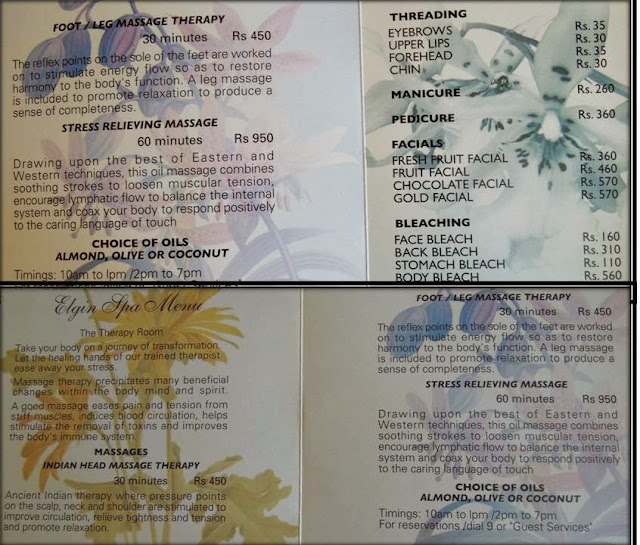 FOOT / LEG MASSAGE THERAPY
30 minutes Rs 450
The reflex points on the sole of the feet are worked
on to stimulate energy flow so as to restore
harmony to the body's function. A leg massage
is included to promote relaxation to produce a
sense of completeness.
STRESS RELIEVING MASSAGE
60 minutes Rs 950
Drawing upon the best of Eastern and
Western techniques, this oil massage combines
soothing strokes to loosen muscular tension,
encourage lymphatic flow to balance the internal
system and coax your body to respond positively
to the caring language of touch
CHOICE OF OILS
ALMOND, OLIVE OR COCONUT
Timings: 10am to 1pm /2pm to 7pm
THREADING
EYEBROWS Rs. 35
UPPER LIPS Rs. 30
FOREHEAD Rs. 35
CHIN Rs. 30
MANICURE Rs. 260
PEDICURE Rs. 360
FACIALS
FRESH FRUIT FACIAL Rs. 360
FRUIT FACIAL Rs. 460
CHOCOLATE FACIAL Rs. 570
GOLD FACIAL Rs. 570
BLEACHING
FACE BLEACH Rs. 160
BACK BLEACH Rs. 310
STOMACH BLEACH Rs. 110
BODY BLEACH Rs. 560
Elgin Spa Menu
The Therapy Room
Take your body on a journey of transformation.
Let the healing hands of our trained therapist
ease away your stress.
Massage therapy precipitates many beneficial
changes within the body mind and spirit.
A good massage eases pain and tension from
stiff muscles, induces blood circulation, helps
stimulate the removal of toxins and improves
the body's immune system
MASSAGES
INDIAN HEAD MASSAGE THERAPY
30 minutes Rs 450
Ancient Indian therapy where pressure points
on the scalp, neck and shoulder are stimulated to
improve circulation, relieve tightness and tension
and promote relaxation.
FOOT / LEG MASSAGE THERAPY
30 minutes Rs 450
The reflex points on the sole of the feet are worked
on to stimulate energy flow so as to restore
harmony to the body's function. A leg massage
is included to promote relaxation to produce a
sense of completeness.
STRESS RELIEVING MASSAGE
60 minutes Rs 950
Drawing upon the best of Eastern and
Western techniques, this oil massage combines
soothing strokes to loosen muscular tension,
encourage lymphatic flow to balance the internal
system and coax your body to respond positively
to the caring language of touch
CHOICE OF OILS
ALMOND, OLIVE OR COCONUT
Timings: 10am to 1pm /2pm to 7pm
For reservations /dial 9 or "Guest Services"